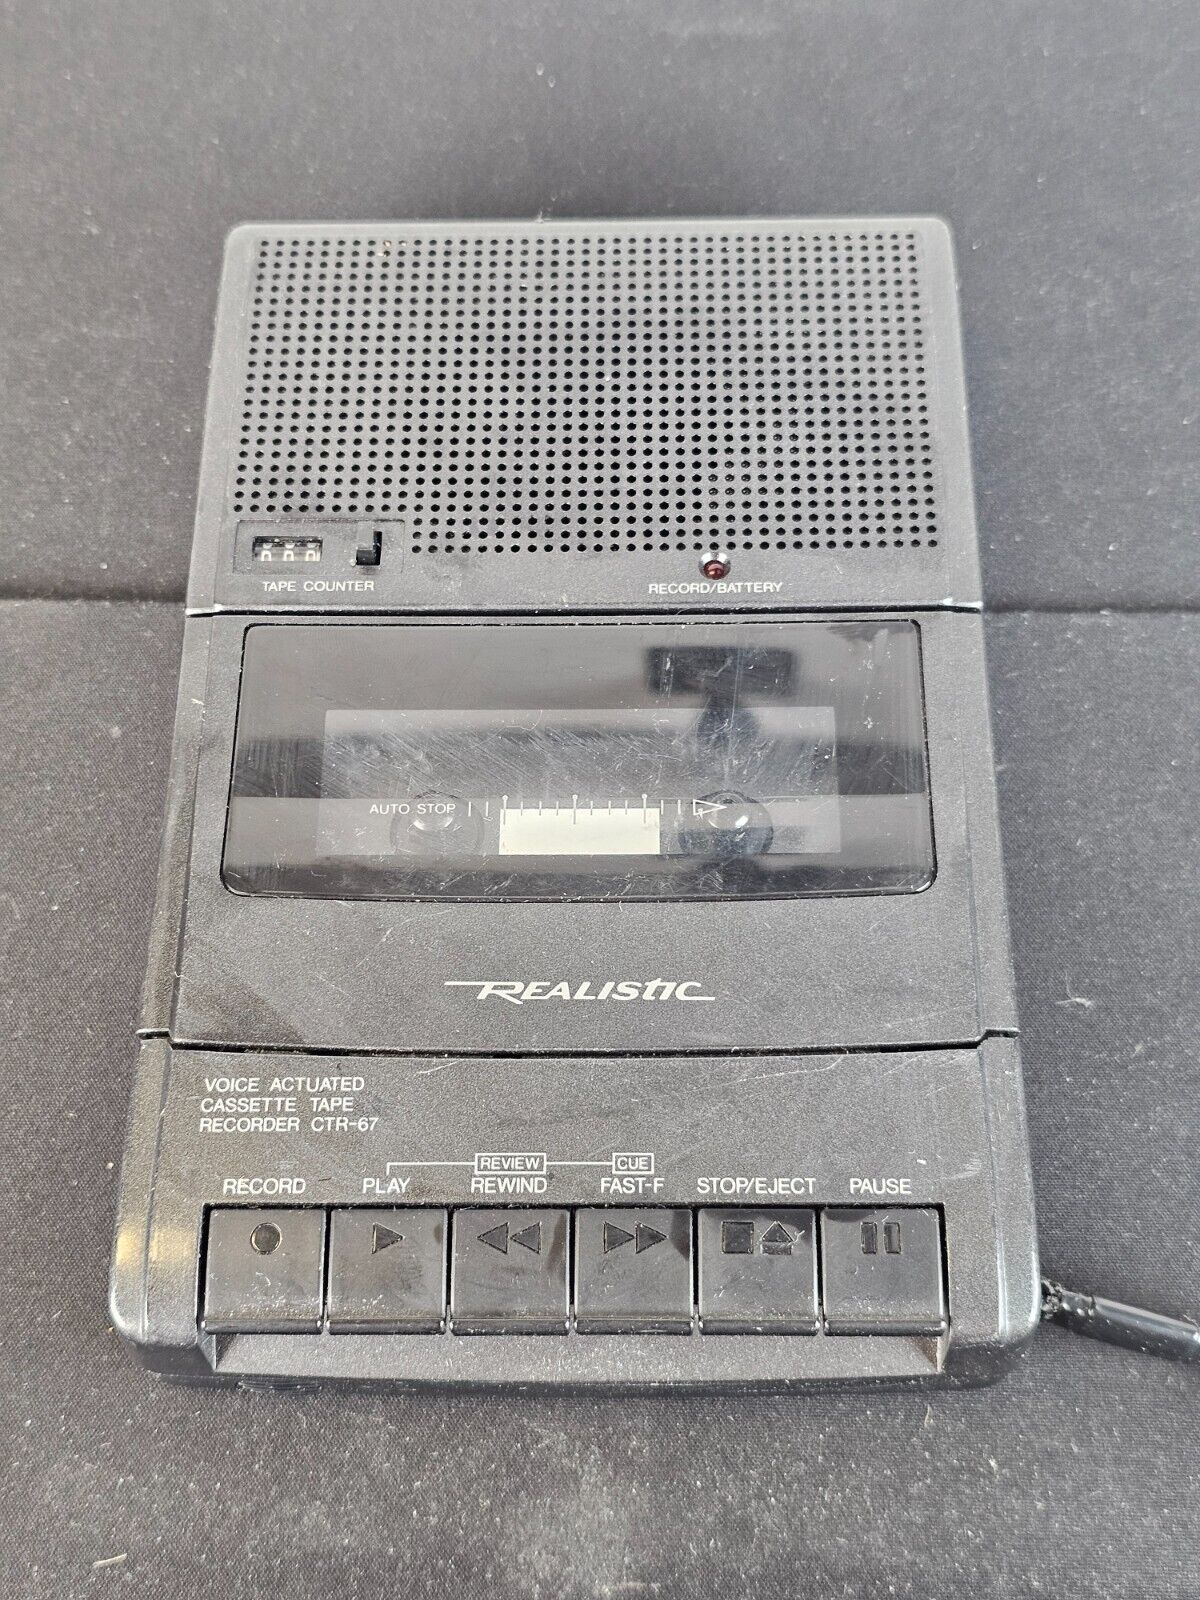 000
TAPE COUNTER
RECORD/BATTERY
AUTO STOP
REALISTIC
VOICE ACTUATED
CASSETTE TAPE
RECORDER CTR-67
REVIEW CUE
RECORD PLAY REWIND FAST-F STOP/EJECT PAUSE